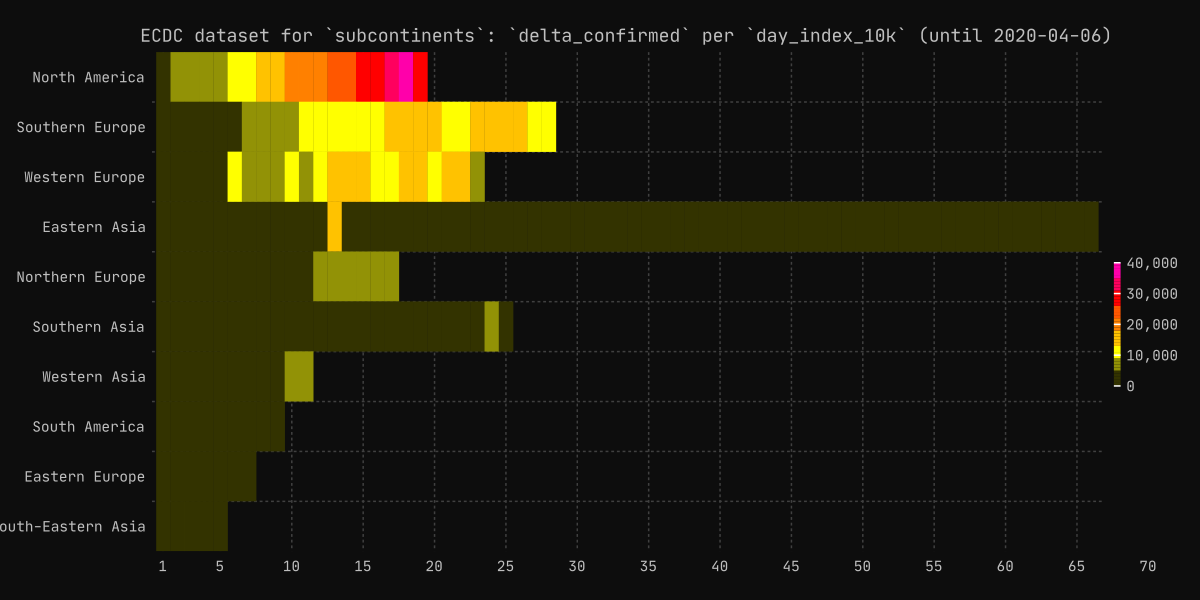 ECDC dataset for `subcontinents`: `delta_confirmed` per `day_index_10k` (until 2020-04-06)
North America
Southern Europe
Western Europe
Eastern Asia
Northern Europe
Southern Asia
Western Asia
South America
Eastern Europe
outh-Eastern Asia
40,000
30,000
20,000
10,000
0
1 5 10 15 20 25 30 35 40 45 50 55 60 65 70